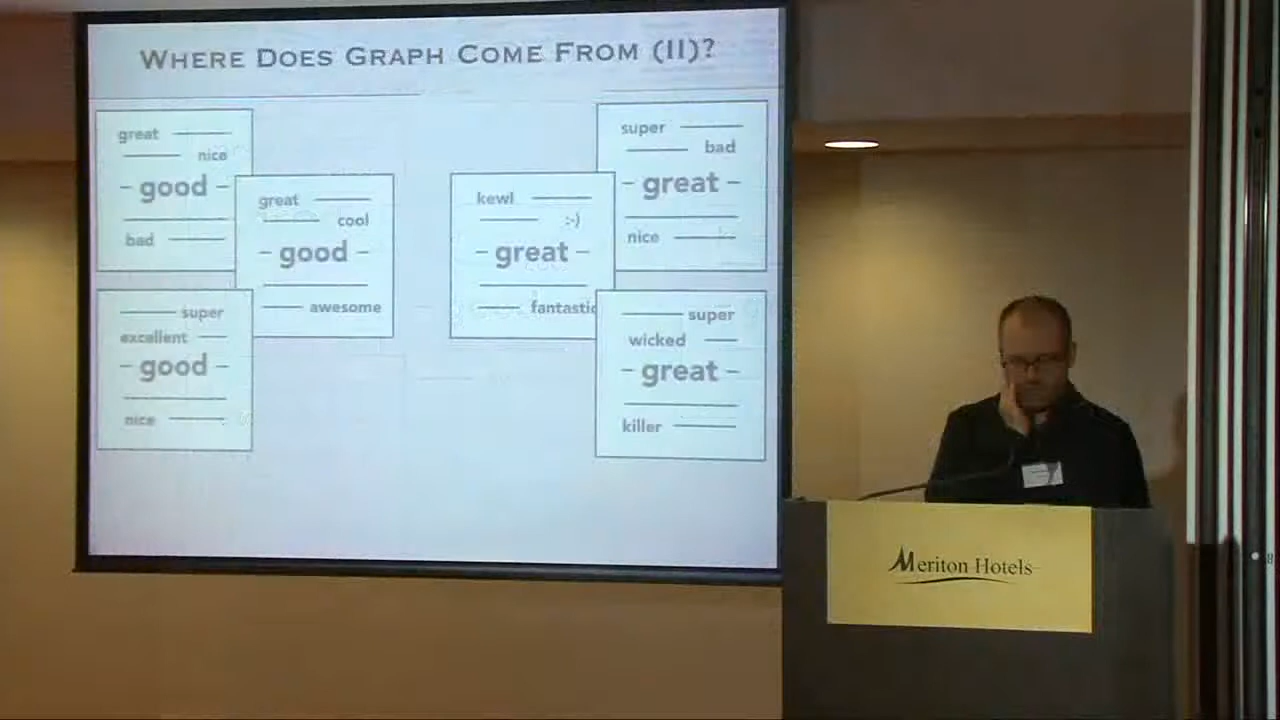 WHERE DOES GRAPH COME FROM (II)?
great
nice
- good -
bad
great
cool
- good -
awesome
super
excellent
- good -
nice
kewl
:-)
- great -
fantastic
super
bad
- great -
nice
super
wicked
- great -
killer
Meriton Hotels